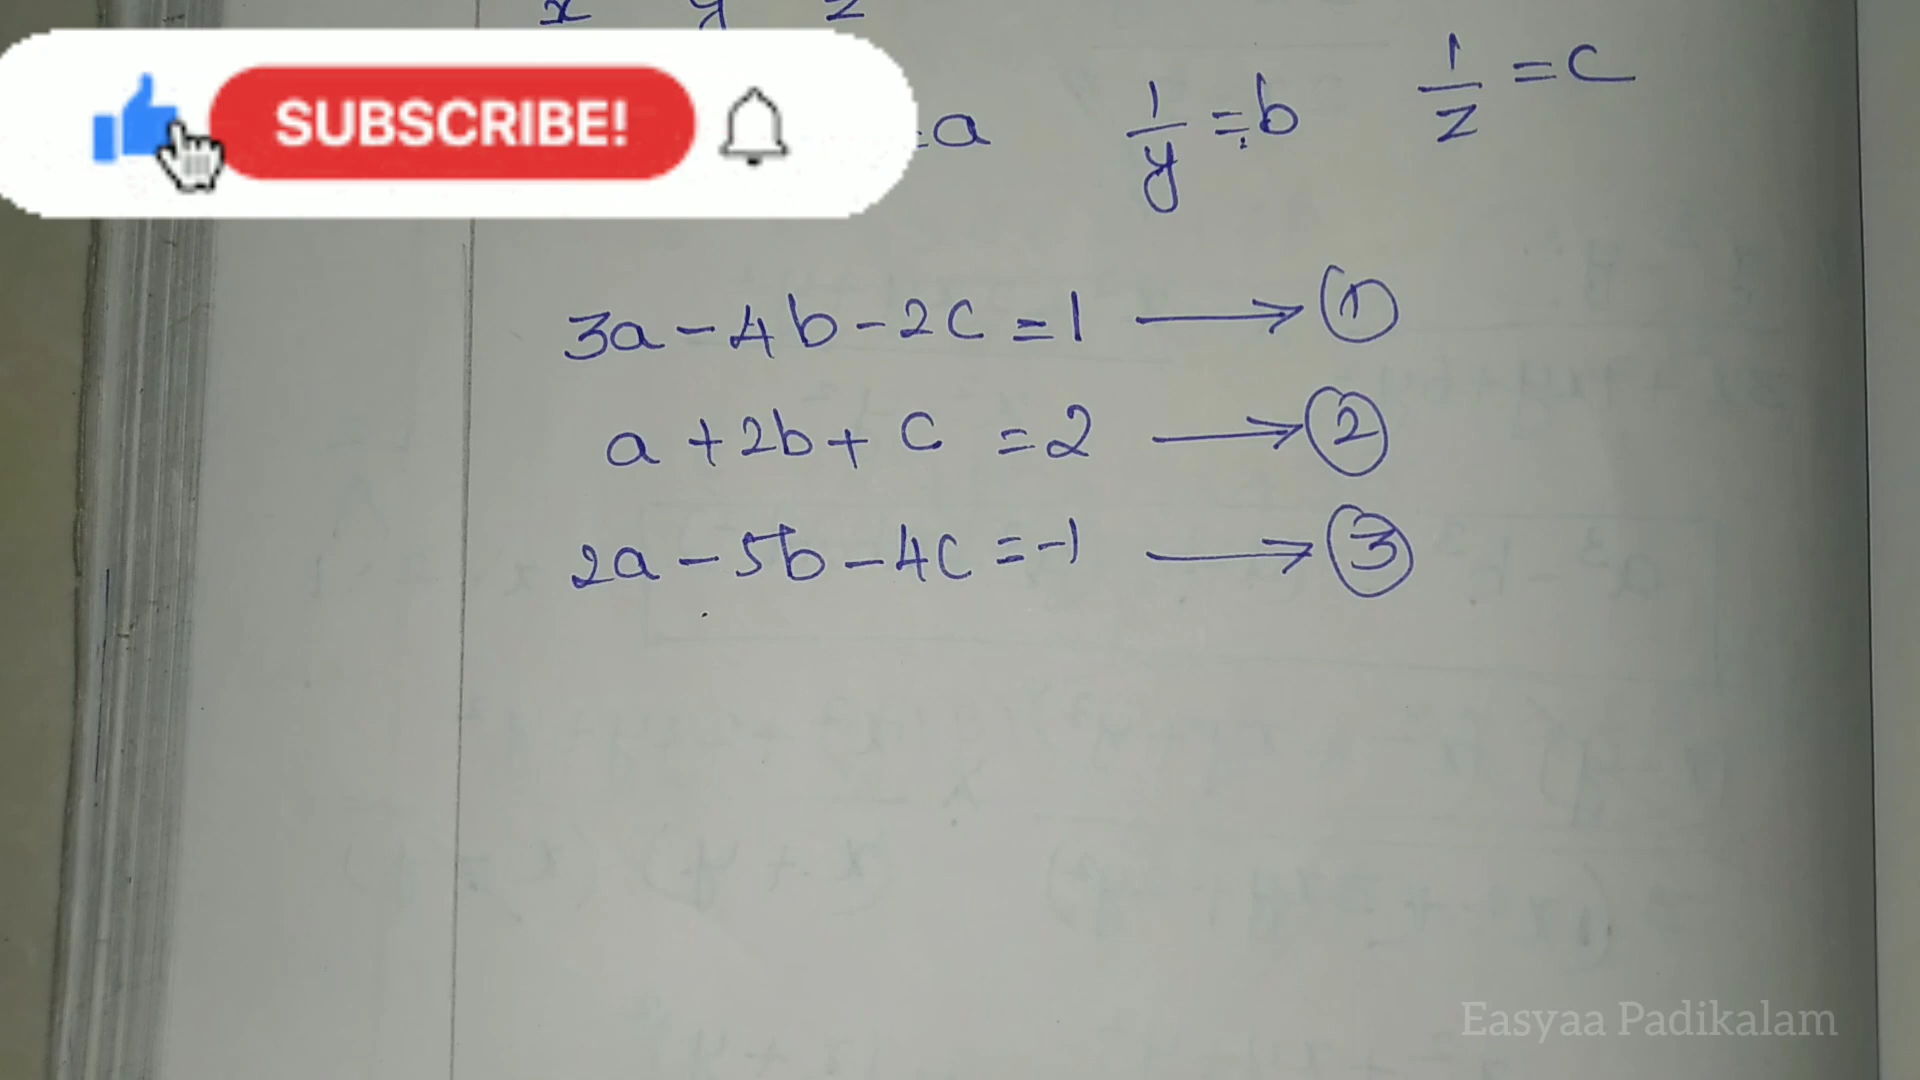 x y z
SUBSCRIBE!
=a 1/y =b 1/z =c
3a - 4b - 2c = 1 → ①
a + 2b + c = 2 → ②
2a - 5b - 4c = -1 → ③
Easyaa Padikalam